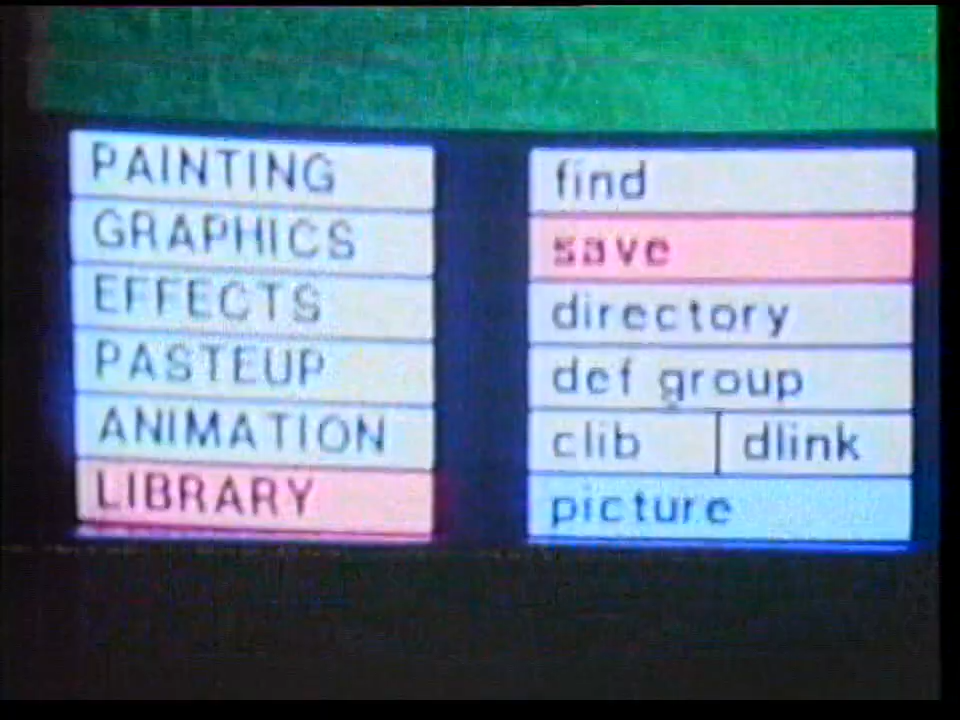 PAINTING
GRAPHICS
EFFECTS
PASTEUP
ANIMATION
LIBRARY
find
save
directory
def group
clib dlink
picture